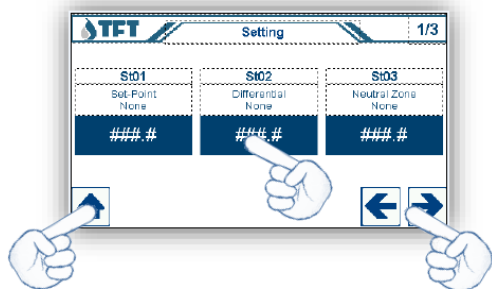 TFT Setting 1/3
St01 St02 St03
Set-Point Differential Neutral Zone
None None None
###.# ###.# ###.#